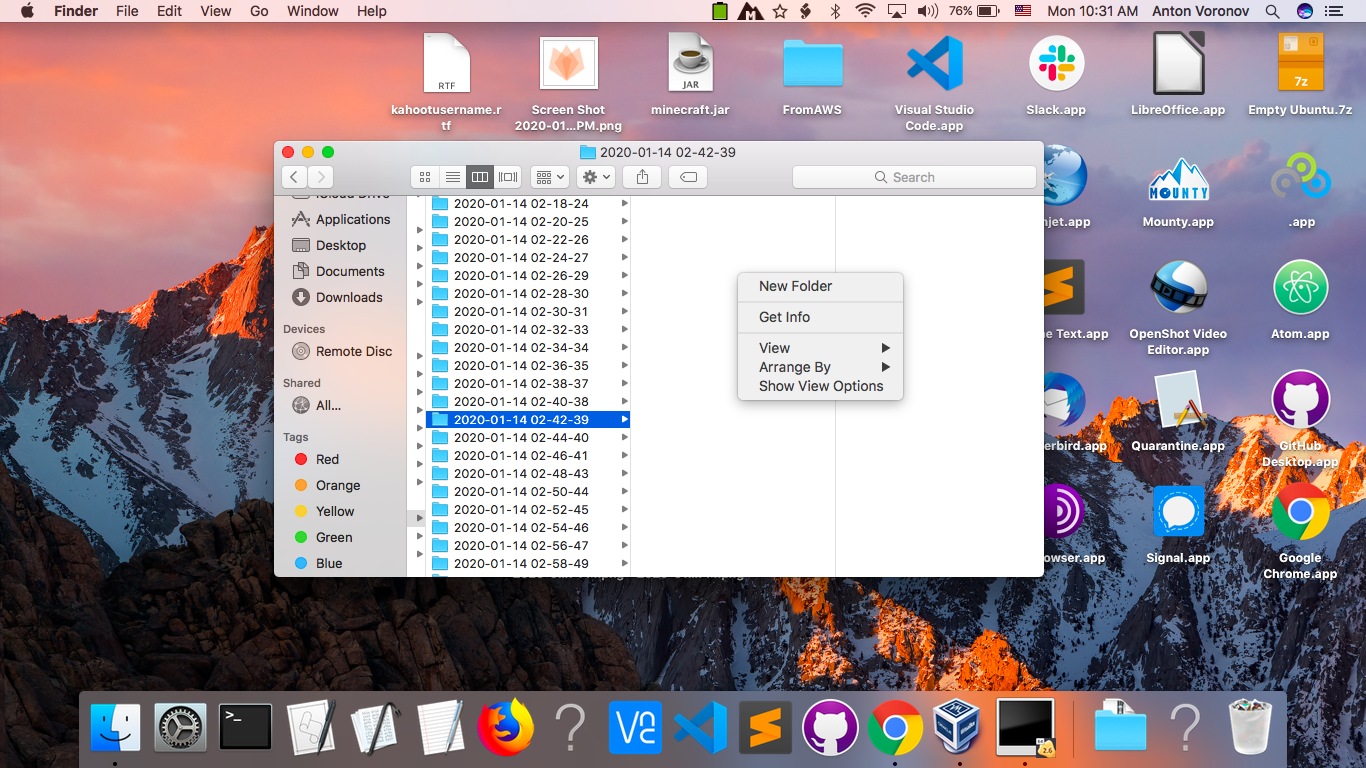 Finder File Edit View Go Window Help 76% Mon 10:31 AM Anton Voronov
RTF
JAR
7z
kahootusername.r
tf
Screen Shot
2020-01...PM.png
minecraft.jar
FromAWS
Visual Studio
Code.app
Slack.app
LibreOffice.app
Empty Ubuntu.7z
2020-01-14 02-42-39
Search
Applications
Desktop
Documents
Downloads
Devices
Remote Disc
Shared
All...
Tags
Red
Orange
Yellow
Green
Blue
2020-01-14 02-18-24
2020-01-14 02-20-25
2020-01-14 02-22-26
2020-01-14 02-24-27
2020-01-14 02-26-29
2020-01-14 02-28-30
2020-01-14 02-30-31
2020-01-14 02-32-33
2020-01-14 02-34-34
2020-01-14 02-36-35
2020-01-14 02-38-37
2020-01-14 02-40-38
2020-01-14 02-42-39
2020-01-14 02-44-40
2020-01-14 02-46-41
2020-01-14 02-48-43
2020-01-14 02-50-44
2020-01-14 02-52-45
2020-01-14 02-54-46
2020-01-14 02-56-47
2020-01-14 02-58-49
New Folder
Get Info
View
Arrange By
Show View Options
njet.app
MOUNTY
Mounty.app
.app
ne Text.app
OpenShot Video
Editor.app
Atom.app
erbird.app
Quarantine.app
GitHub
Desktop.app
owser.app
Signal.app
Google
Chrome.app
>_
?
VNC
2.6
?